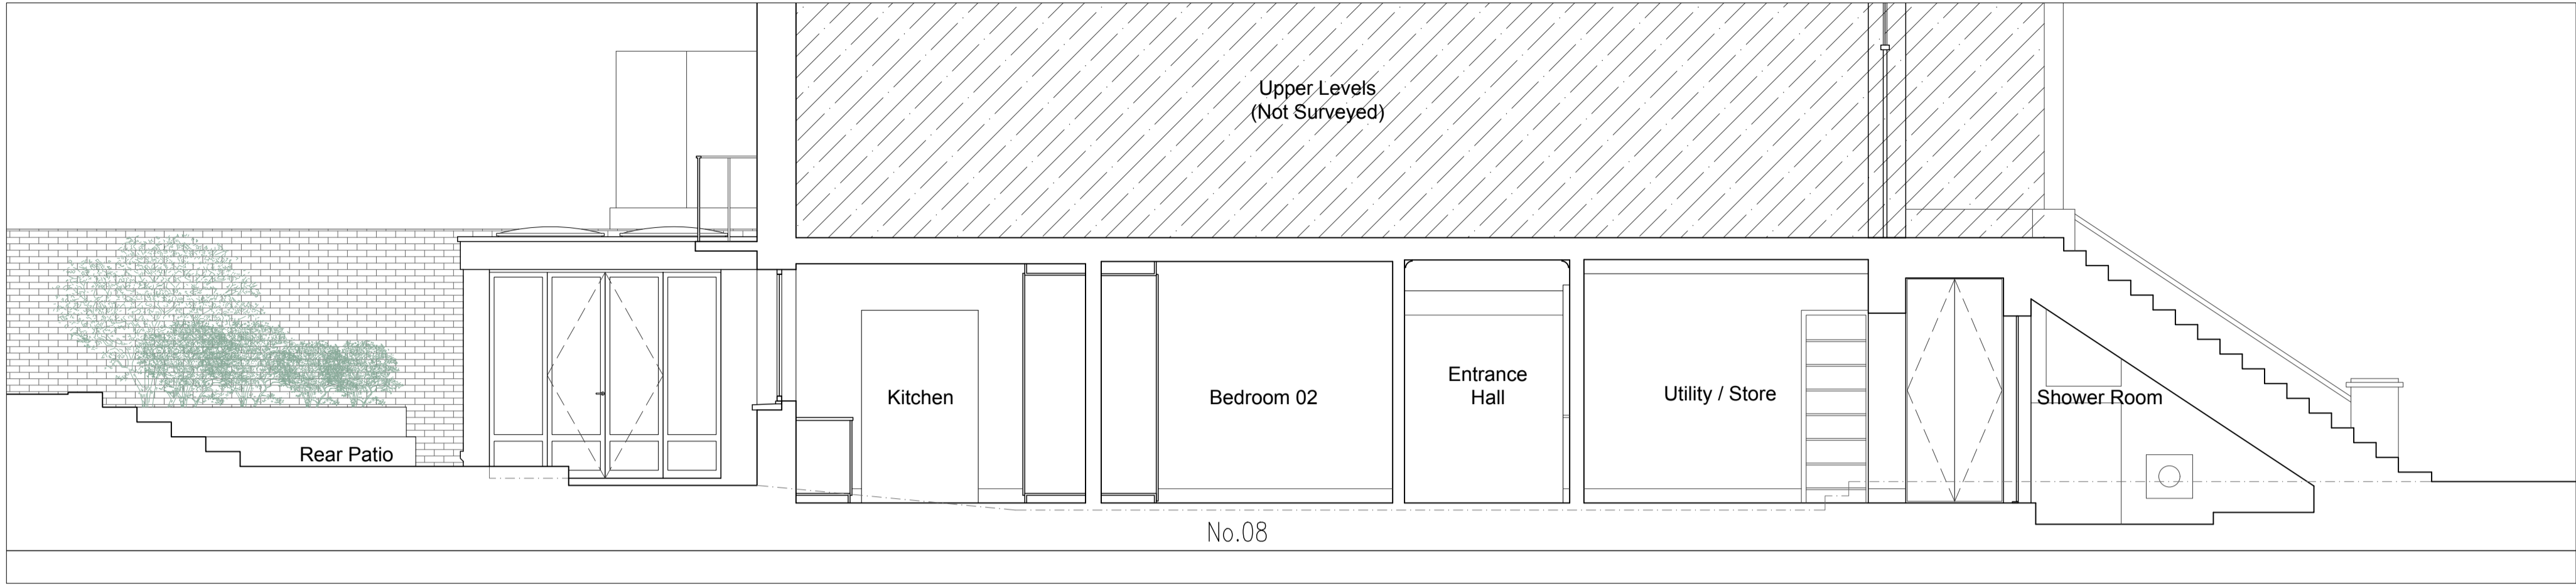 Upper Levels
(Not Surveyed)
Rear Patio
Kitchen
Bedroom 02
Entrance
Hall
Utility / Store
Shower Room
No.08